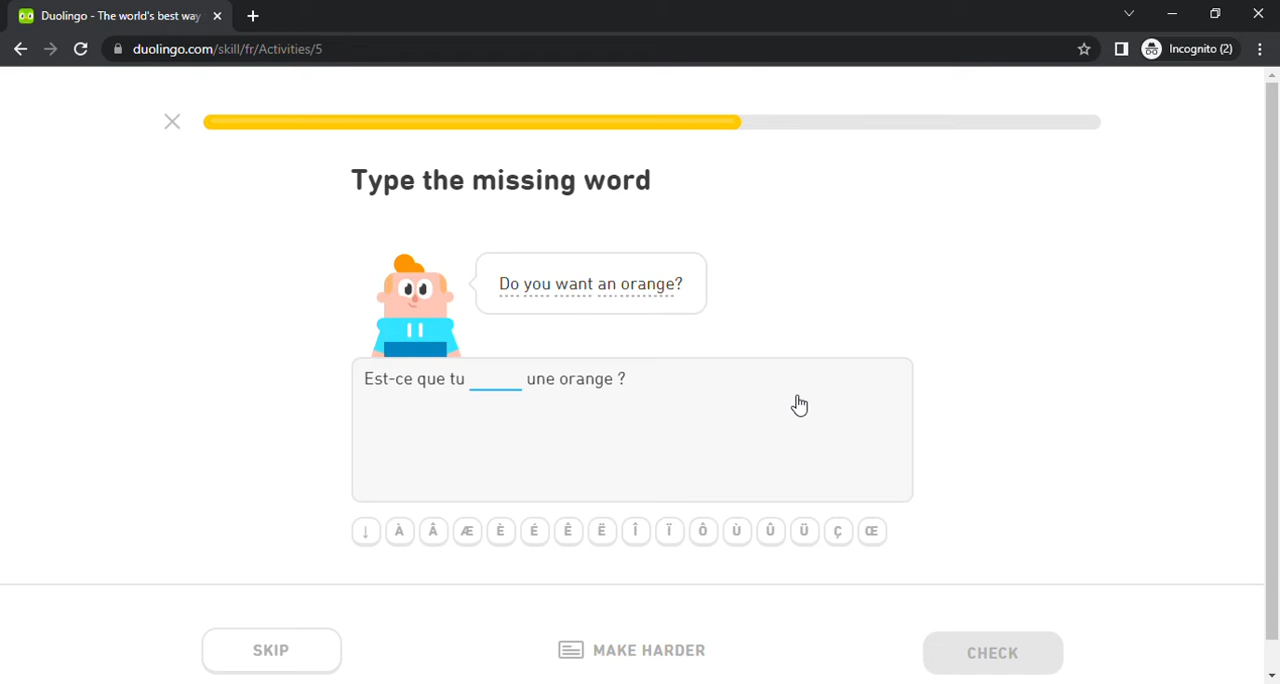 Duolingo - The world's best way
duolingo.com/skill/fr/Activities/5
Incognito (2)
Type the missing word
Do you want an orange?
Est-ce que tu _____ une orange ?
↓ À Â Æ È É Ê Ë Î Ï Ô Ù Û Ü Ç Œ
SKIP
MAKE HARDER
CHECK